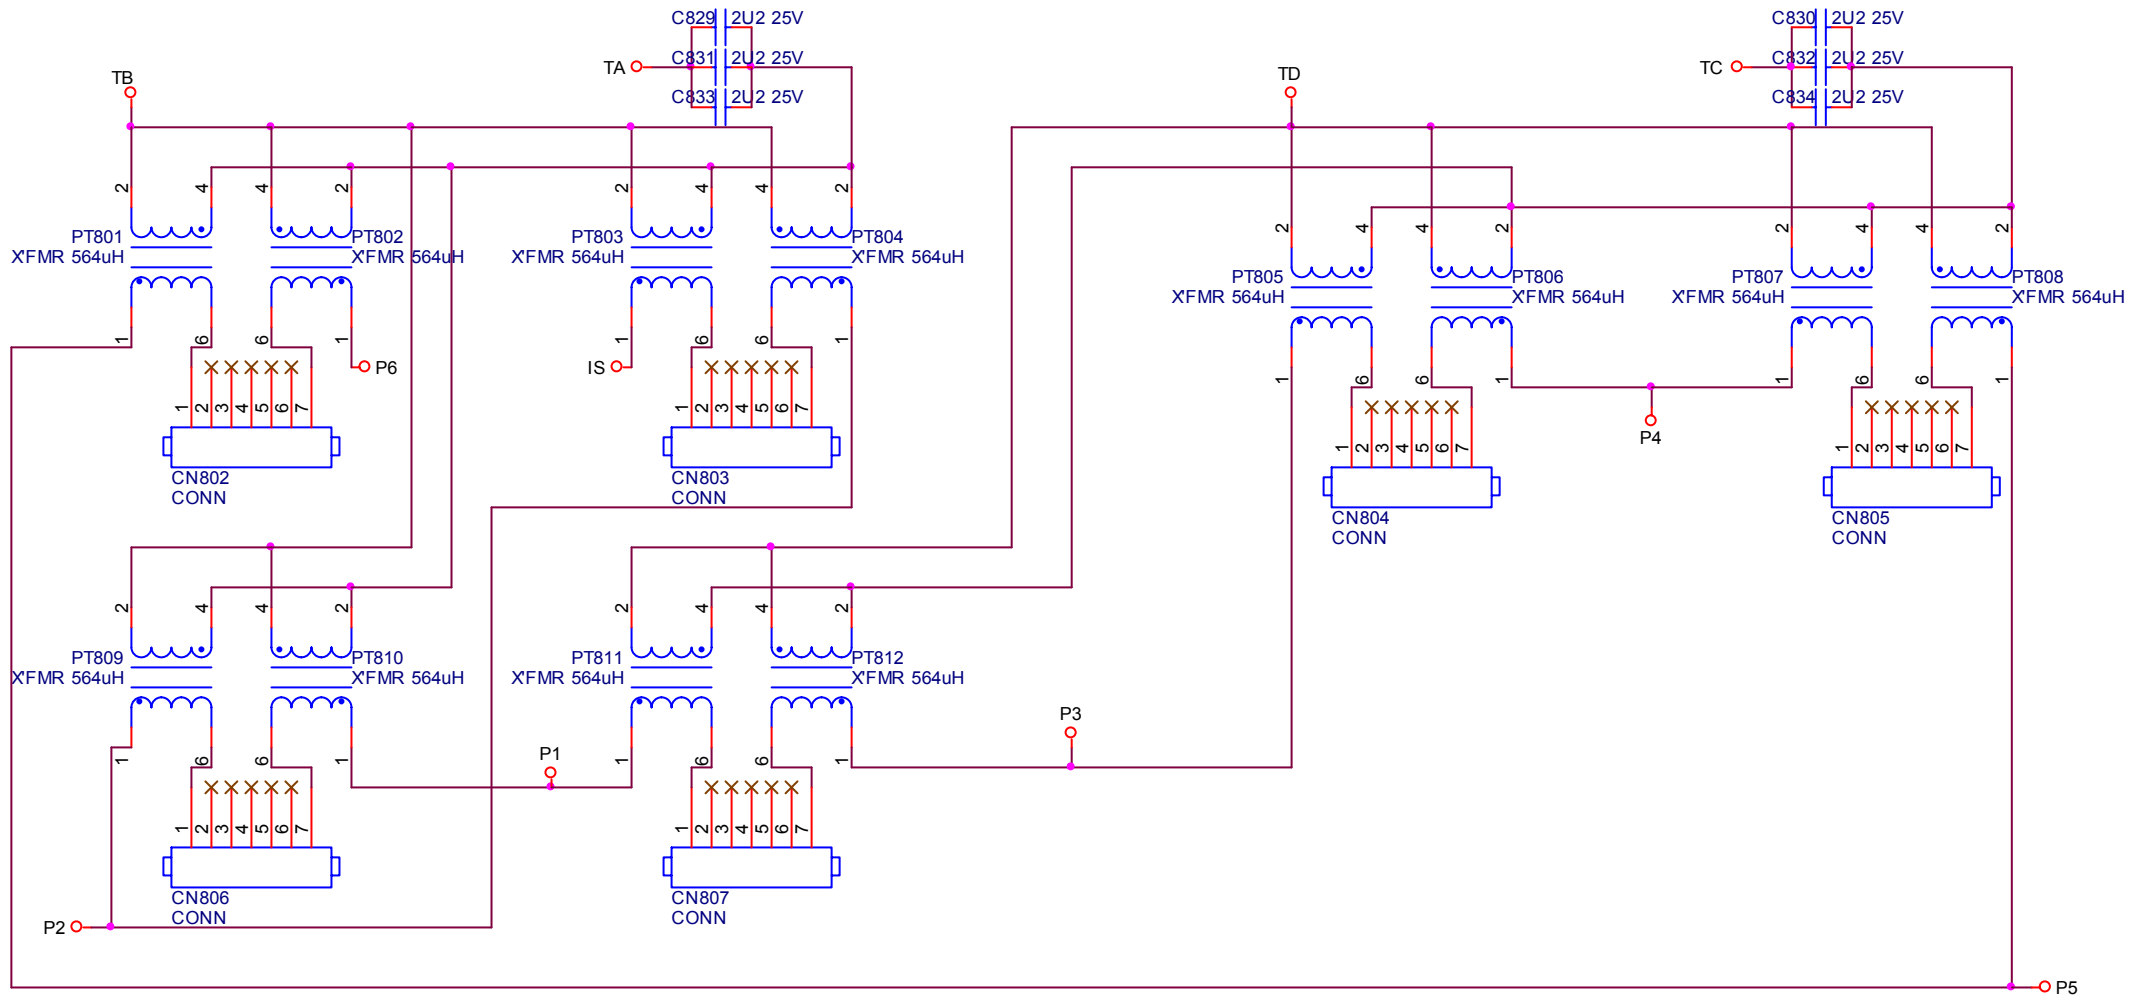 C829 2U2 25V
C831 2U2 25V
C833 2U2 25V
C830 2U2 25V
C832 2U2 25V
C834 2U2 25V
TB
TA
TD
TC
2 4 4 2
PT801
X'FMR 564uH
PT802
X'FMR 564uH
1 6 6 1
P6
1 2 3 4 5 6 7
CN802
CONN
2 4 4 2
PT803
X'FMR 564uH
PT804
X'FMR 564uH
1 6 6 1
IS
1 2 3 4 5 6 7
CN803
CONN
2 4 4 2
PT805
X'FMR 564uH
PT806
X'FMR 564uH
1 6 6 1
1 2 3 4 5 6 7
CN804
CONN
P4
2 4 4 2
PT807
X'FMR 564uH
PT808
X'FMR 564uH
1 6 6 1
1 2 3 4 5 6 7
CN805
CONN
2 4 4 2
PT809
X'FMR 564uH
PT810
X'FMR 564uH
1 6 6 1
1 2 3 4 5 6 7
CN806
CONN
P1
2 4 4 2
PT811
X'FMR 564uH
PT812
X'FMR 564uH
1 6 6 1
1 2 3 4 5 6 7
CN807
CONN
P3
P2
P5